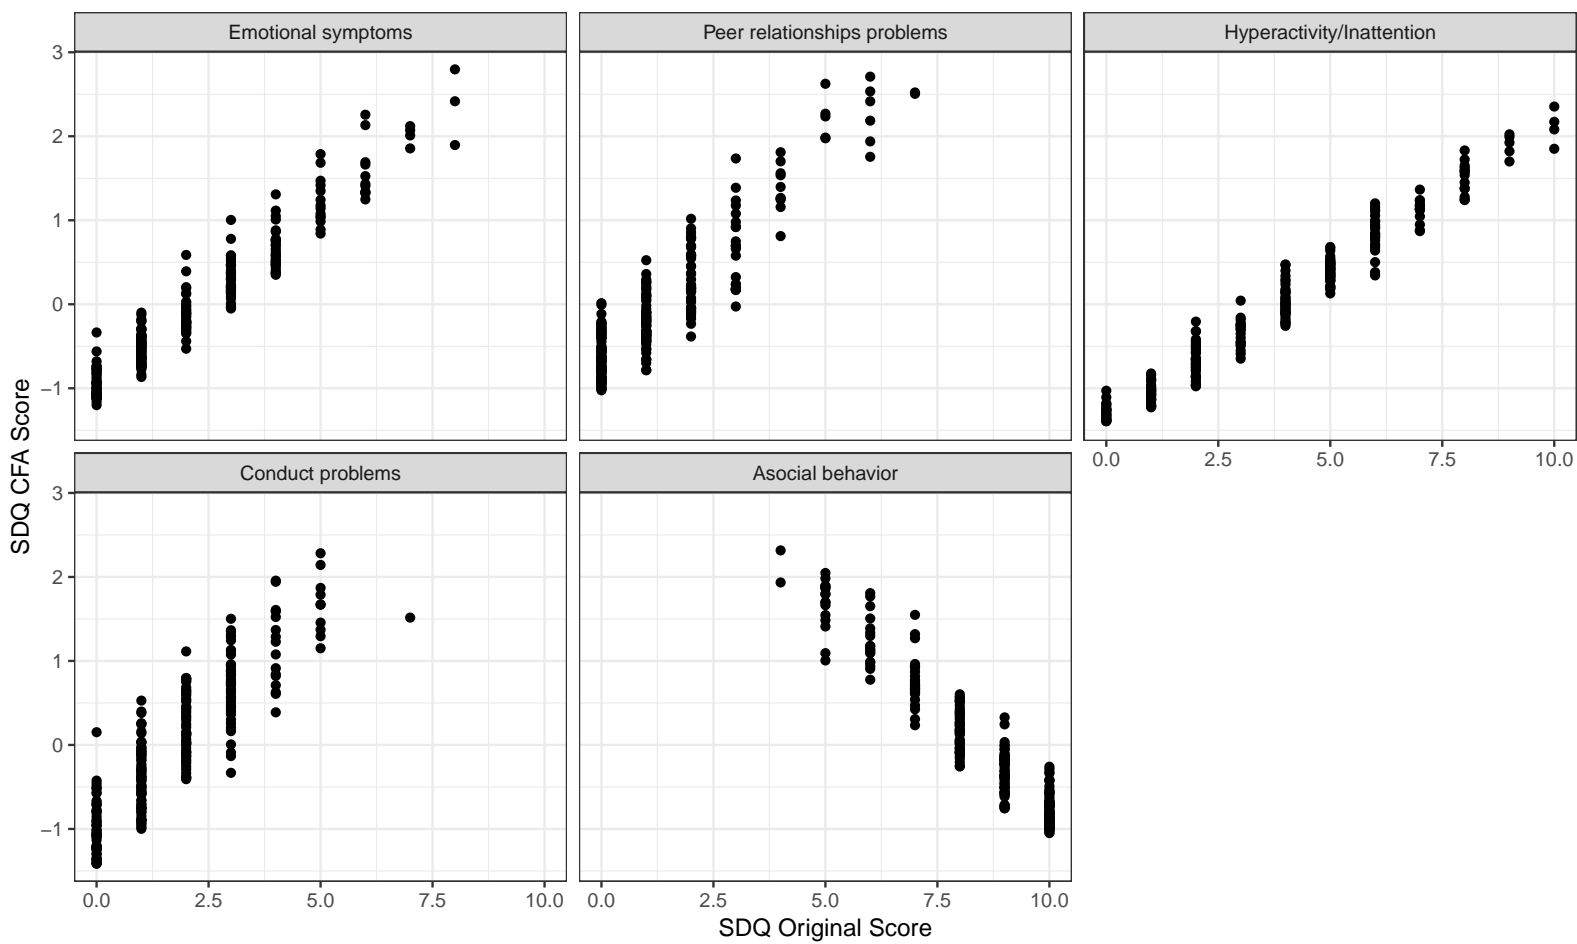 Emotional symptoms
Peer relationships problems
Hyperactivity/Inattention
3
2
1
0
−1
0.0 2.5 5.0 7.5 10.0
Conduct problems
Asocial behavior
3
2
1
0
−1
0.0 2.5 5.0 7.5 10.0
0.0 2.5 5.0 7.5 10.0
SDQ CFA Score
SDQ Original Score